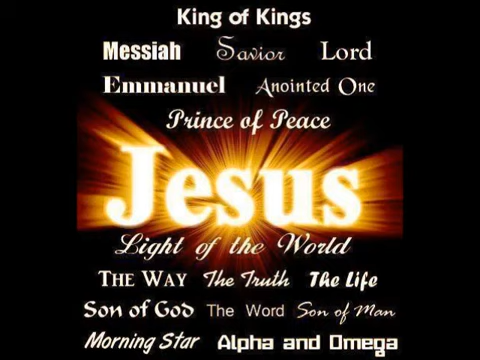 King of Kings
Messiah Savior Lord
Emmanuel Anointed One
Prince of Peace
Jesus
Light of the World
THE WAY The Truth The Life
Son of God The Word Son of Man
Morning Star Alpha and Omega